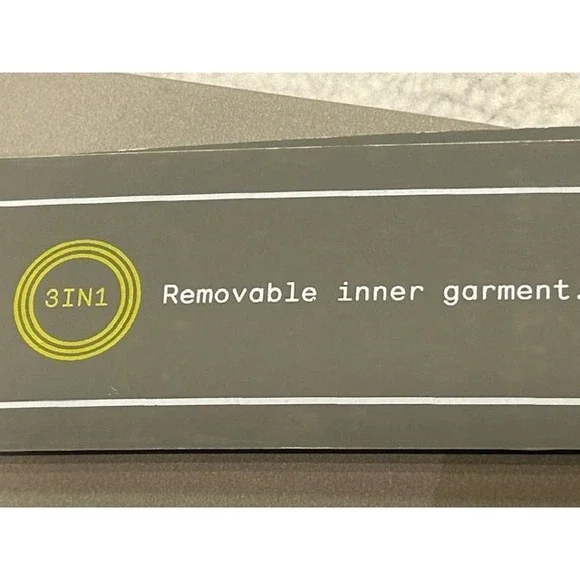 3IN1 Removable inner garment.